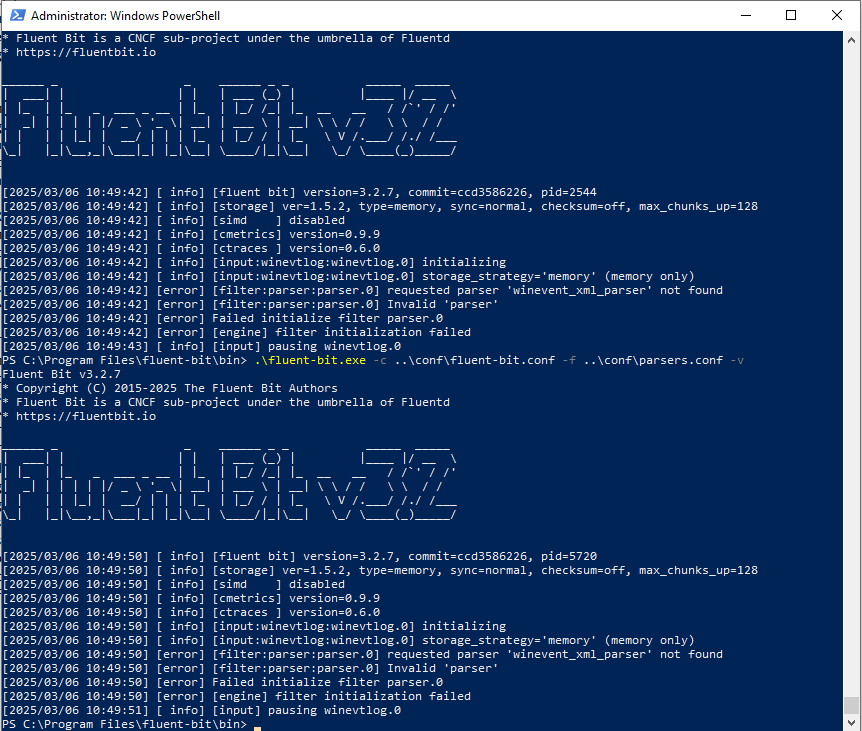 Administrator: Windows PowerShell
* Fluent Bit is a CNCF sub-project under the umbrella of Fluentd
* https://fluentbit.io
Fluent Bit v3.2
[2025/03/06 10:49:42] [ info] [fluent bit] version=3.2.7, commit=ccd3586226, pid=2544
[2025/03/06 10:49:42] [ info] [storage] ver=1.5.2, type=memory, sync=normal, checksum=off, max_chunks_up=128
[2025/03/06 10:49:42] [ info] [simd    ] disabled
[2025/03/06 10:49:42] [ info] [cmetrics] version=0.9.9
[2025/03/06 10:49:42] [ info] [ctraces ] version=0.6.0
[2025/03/06 10:49:42] [ info] [input:winevtlog:winevtlog.0] initializing
[2025/03/06 10:49:42] [ info] [input:winevtlog:winevtlog.0] storage_strategy='memory' (memory only)
[2025/03/06 10:49:42] [error] [filter:parser:parser.0] requested parser 'winevent_xml_parser' not found
[2025/03/06 10:49:42] [error] [filter:parser:parser.0] Invalid 'parser'
[2025/03/06 10:49:42] [error] Failed initialize filter parser.0
[2025/03/06 10:49:42] [error] [engine] filter initialization failed
[2025/03/06 10:49:43] [ info] [input] pausing winevtlog.0
PS C:\Program Files\fluent-bit\bin> .\fluent-bit.exe -c ..\conf\fluent-bit.conf -f ..\conf\parsers.conf -v
Fluent Bit v3.2.7
* Copyright (C) 2015-2025 The Fluent Bit Authors
* Fluent Bit is a CNCF sub-project under the umbrella of Fluentd
* https://fluentbit.io
Fluent Bit v3.2
[2025/03/06 10:49:50] [ info] [fluent bit] version=3.2.7, commit=ccd3586226, pid=5720
[2025/03/06 10:49:50] [ info] [storage] ver=1.5.2, type=memory, sync=normal, checksum=off, max_chunks_up=128
[2025/03/06 10:49:50] [ info] [simd    ] disabled
[2025/03/06 10:49:50] [ info] [cmetrics] version=0.9.9
[2025/03/06 10:49:50] [ info] [ctraces ] version=0.6.0
[2025/03/06 10:49:50] [ info] [input:winevtlog:winevtlog.0] initializing
[2025/03/06 10:49:50] [ info] [input:winevtlog:winevtlog.0] storage_strategy='memory' (memory only)
[2025/03/06 10:49:50] [error] [filter:parser:parser.0] requested parser 'winevent_xml_parser' not found
[2025/03/06 10:49:50] [error] [filter:parser:parser.0] Invalid 'parser'
[2025/03/06 10:49:50] [error] Failed initialize filter parser.0
[2025/03/06 10:49:50] [error] [engine] filter initialization failed
[2025/03/06 10:49:51] [ info] [input] pausing winevtlog.0
PS C:\Program Files\fluent-bit\bin>